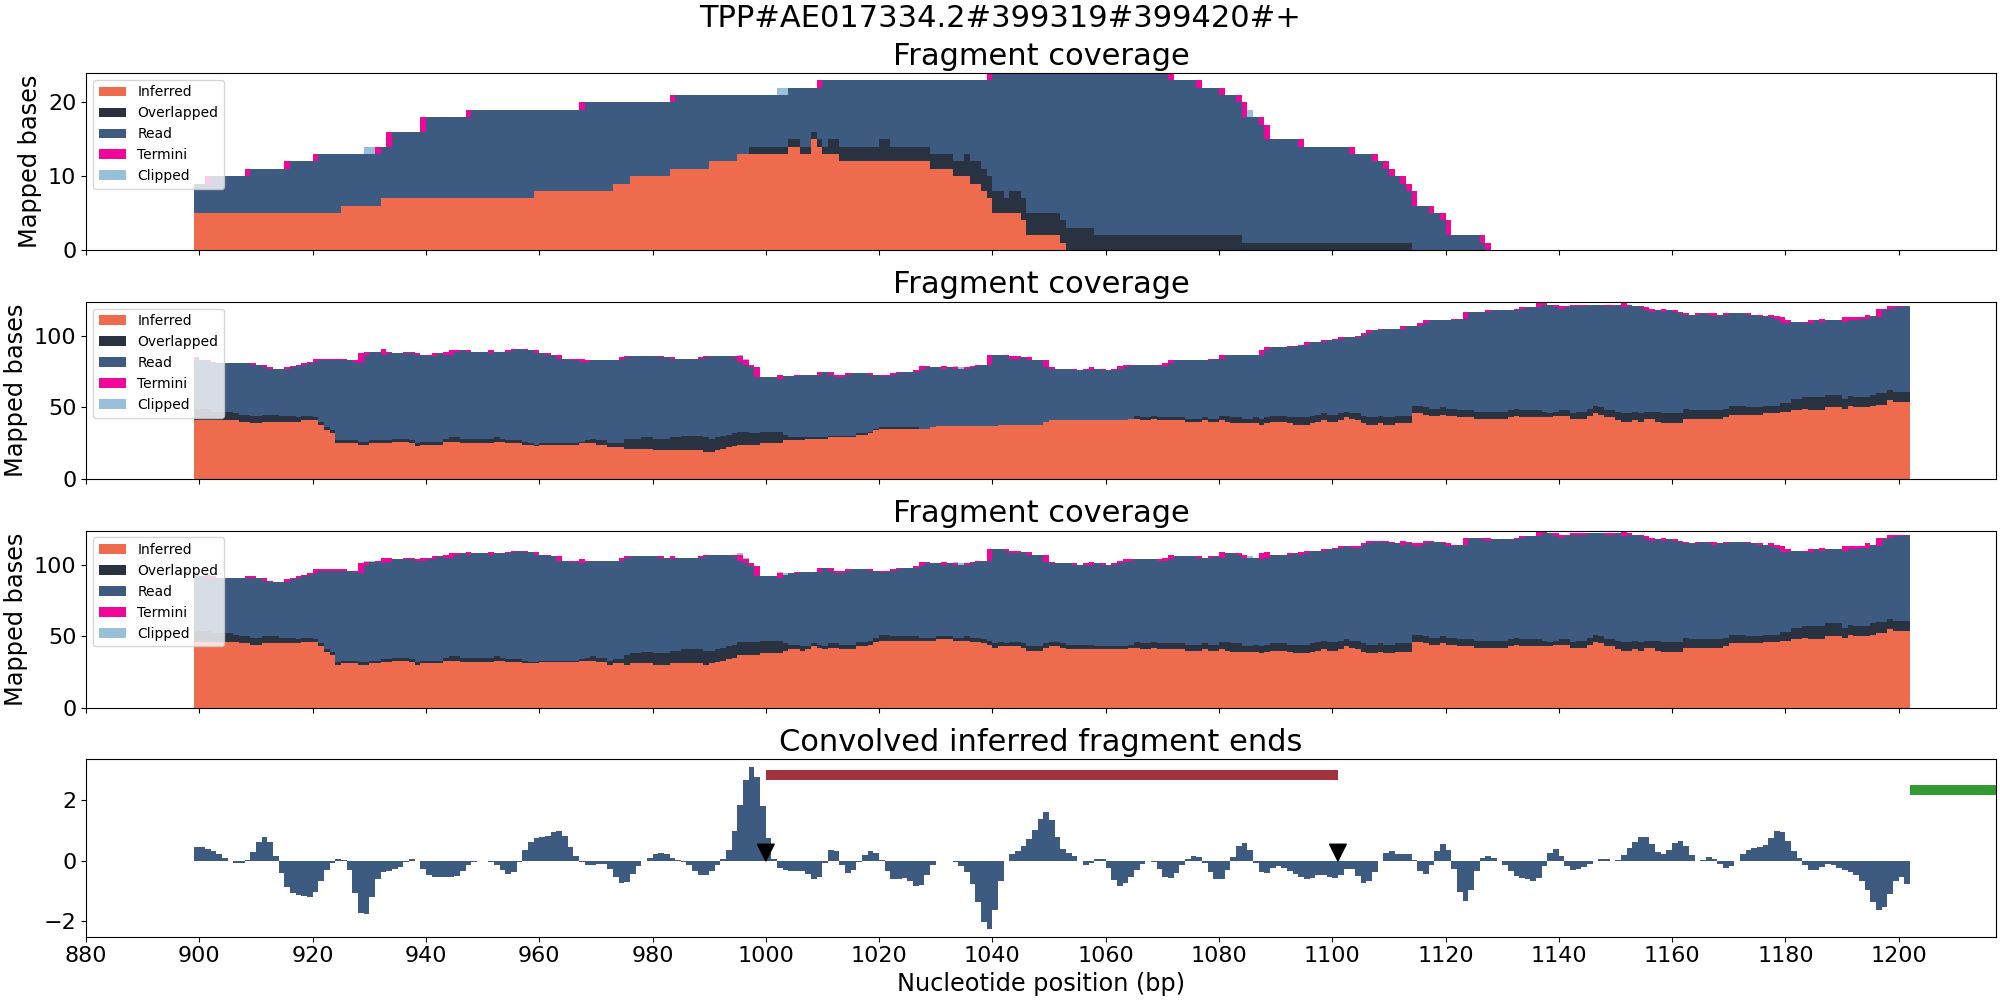 TPP#AE017334.2#399319#399420#+
Fragment coverage
Mapped bases
20
10
0
Inferred
Overlapped
Read
Termini
Clipped
Fragment coverage
Mapped bases
100
50
0
Inferred
Overlapped
Read
Termini
Clipped
Fragment coverage
Mapped bases
100
50
0
Inferred
Overlapped
Read
Termini
Clipped
Convolved inferred fragment ends
2
0
−2
880 900 920 940 960 980 1000 1020 1040 1060 1080 1100 1120 1140 1160 1180 1200
Nucleotide position (bp)